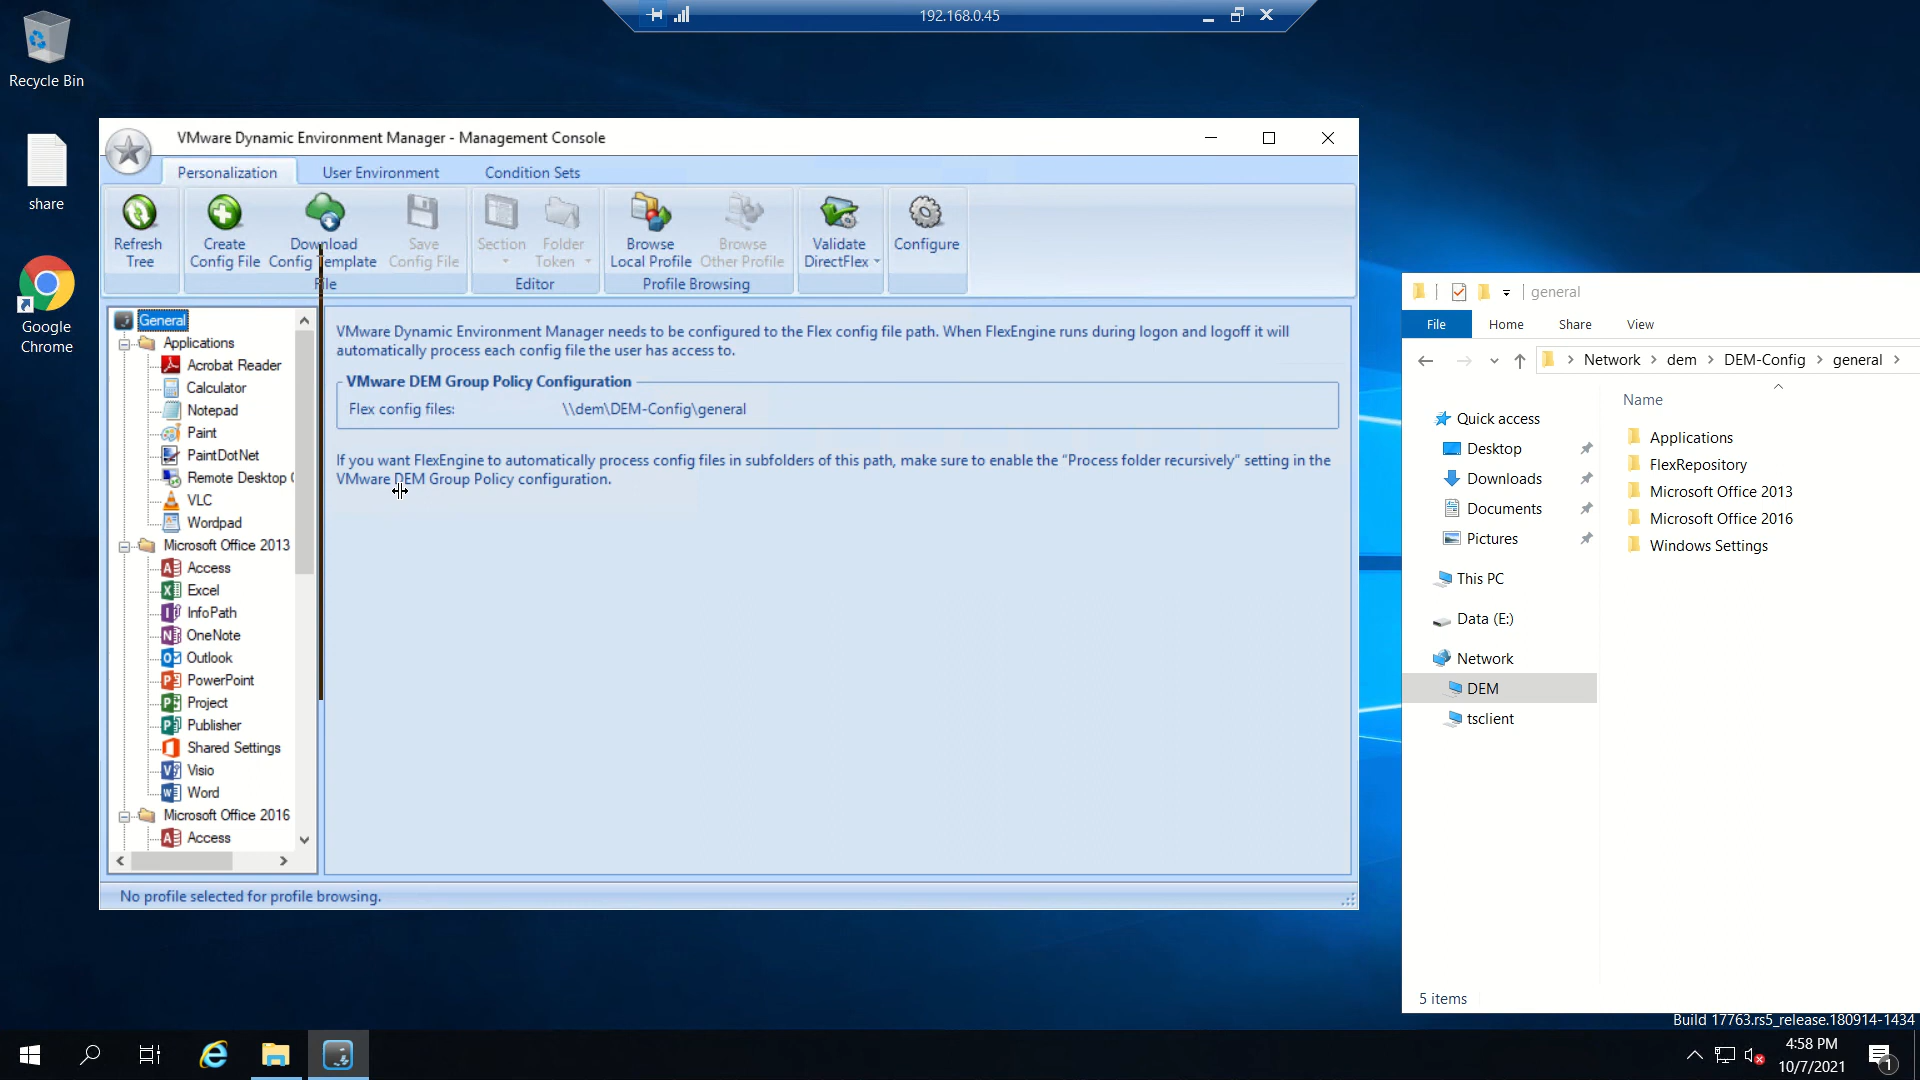 192.168.0.45
Recycle Bin
share
Google
Chrome
VMware Dynamic Environment Manager - Management Console
Personalization
User Environment
Condition Sets
Refresh
Tree
Create
Config File
Download
Config Template
Save
Config File
File
Section
Folder
Token
Editor
Browse
Local Profile
Browse
Other Profile
Profile Browsing
Validate
DirectFlex
Configure
General
Applications
Acrobat Reader
Calculator
Notepad
Paint
PaintDotNet
Remote Desktop
VLC
Wordpad
Microsoft Office 2013
Access
Excel
InfoPath
OneNote
Outlook
PowerPoint
Project
Publisher
Shared Settings
Visio
Word
Microsoft Office 2016
Access
VMware Dynamic Environment Manager needs to be configured to the Flex config file path. When FlexEngine runs during logon and logoff it will
automatically process each config file the user has access to.
VMware DEM Group Policy Configuration
Flex config files: \\dem\DEM-Config\general
If you want FlexEngine to automatically process config files in subfolders of this path, make sure to enable the “Process folder recursively” setting in the
VMware DEM Group Policy configuration.
No profile selected for profile browsing.
general
File
Home
Share
View
Network > dem > DEM-Config > general >
Quick access
Desktop
Downloads
Documents
Pictures
This PC
Data (E:)
Network
DEM
tsclient
Name
Applications
FlexRepository
Microsoft Office 2013
Microsoft Office 2016
Windows Settings
5 items
Build 17763.rs5_release.180914-1434
4:58 PM
10/7/2021
1